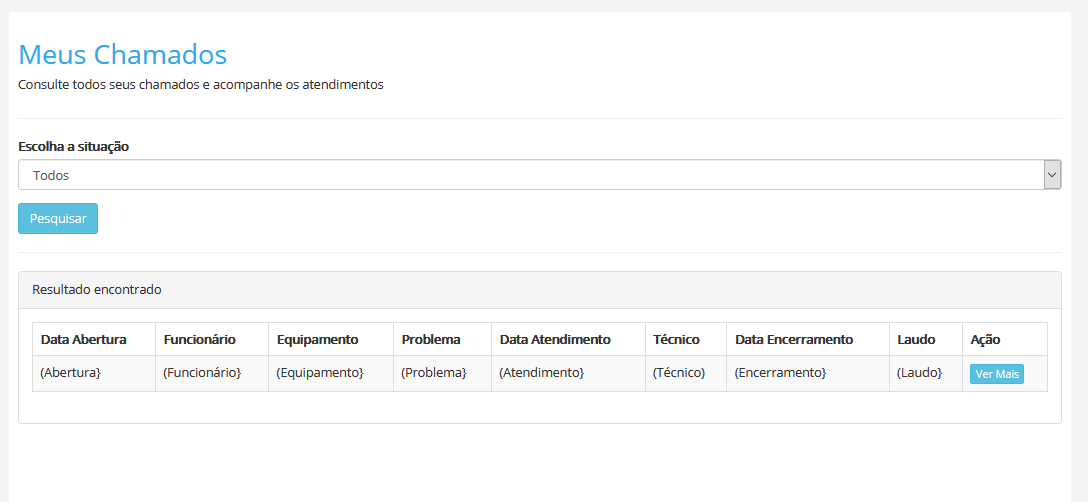 Meus Chamados
Consulte todos seus chamados e acompanhe os atendimentos
Escolha a situação
Todos
Pesquisar
Resultado encontrado
Data Abertura Funcionário Equipamento Problema Data Atendimento Técnico Data Encerramento Laudo Ação
(Abertura} (Funcionário} (Equipamento} (Problema} (Atendimento} (Técnico) (Encerramento} (Laudo} Ver Mais